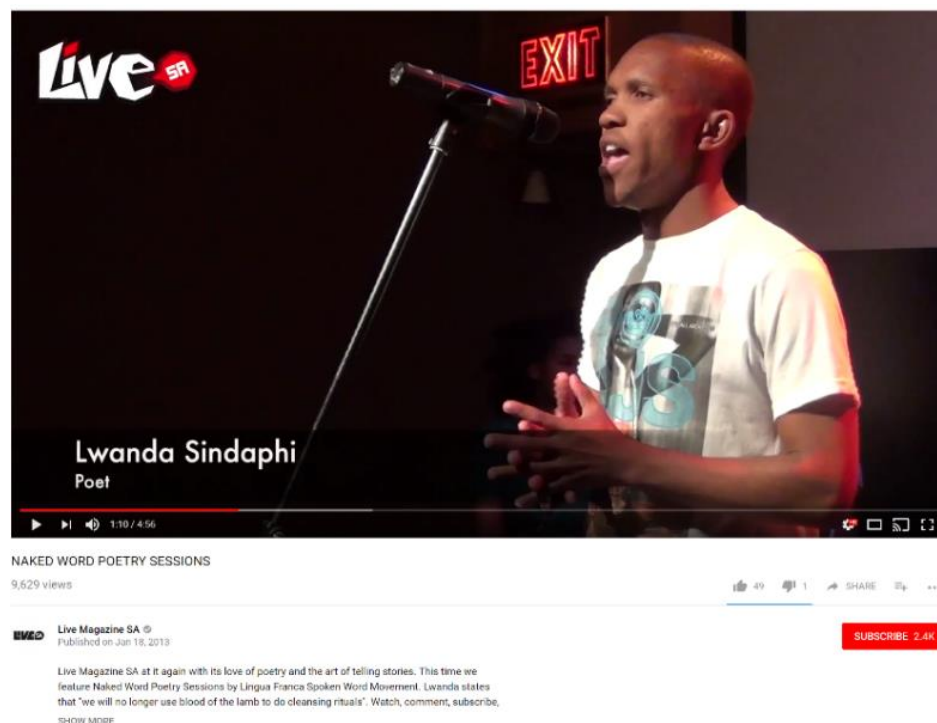 Live SA
EXIT
Lwanda Sindaphi
Poet
1:10 / 4:56
NAKED WORD POETRY SESSIONS
9,629 views
49
1
SHARE
Live Magazine SA
Published on Jan 18, 2013
SUBSCRIBE 2.4K
Live Magazine SA at it again with its love of poetry and the art of telling stories. This time we
feature Naked Word Poetry Sessions by Lingua Franca Spoken Word Movement. Lwanda states
that "we will no longer use blood of the lamb to do cleansing rituals". Watch, comment, subscribe,
SHOW MORE